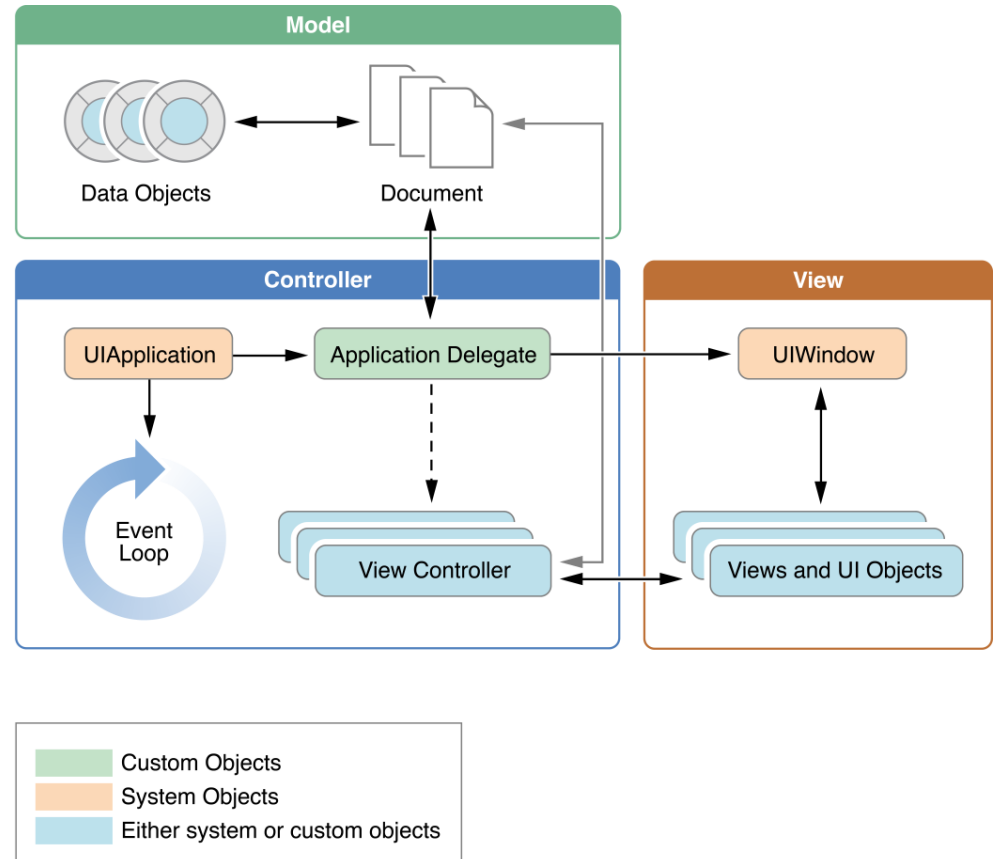 Model
Data Objects
Document
Controller
View
UIApplication
Application Delegate
UIWindow
Event
Loop
View Controller
Views and UI Objects
Custom Objects
System Objects
Either system or custom objects